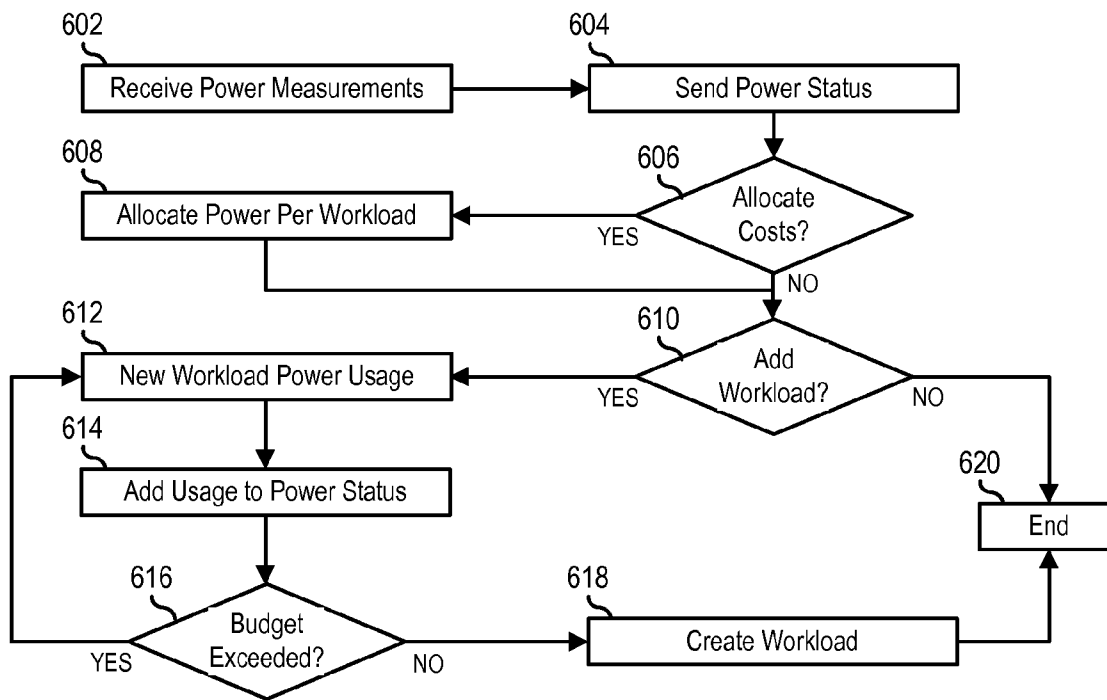 602
Receive Power Measurements
604
Send Power Status
606
Allocate
Costs?
YES
NO
608
Allocate Power Per Workload
610
Add
Workload?
YES
NO
612
New Workload Power Usage
614
Add Usage to Power Status
616
Budget
Exceeded?
YES
NO
618
Create Workload
620
End